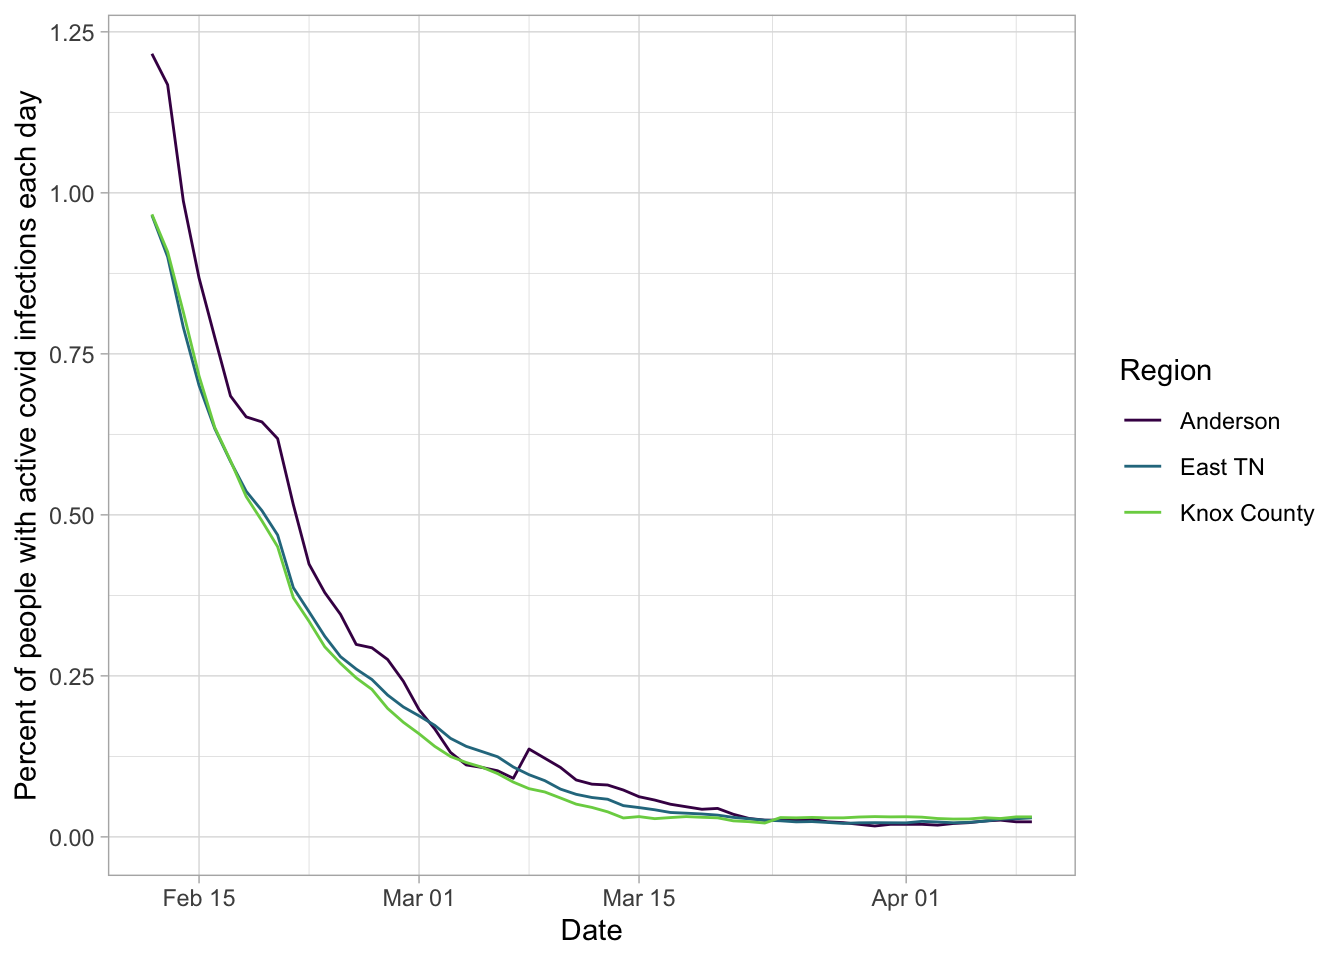 Percent of people with active covid infections each day
1.25
1.00
0.75
0.50
0.25
0.00
Feb 15
Mar 01
Mar 15
Apr 01
Date
Region
Anderson
East TN
Knox County